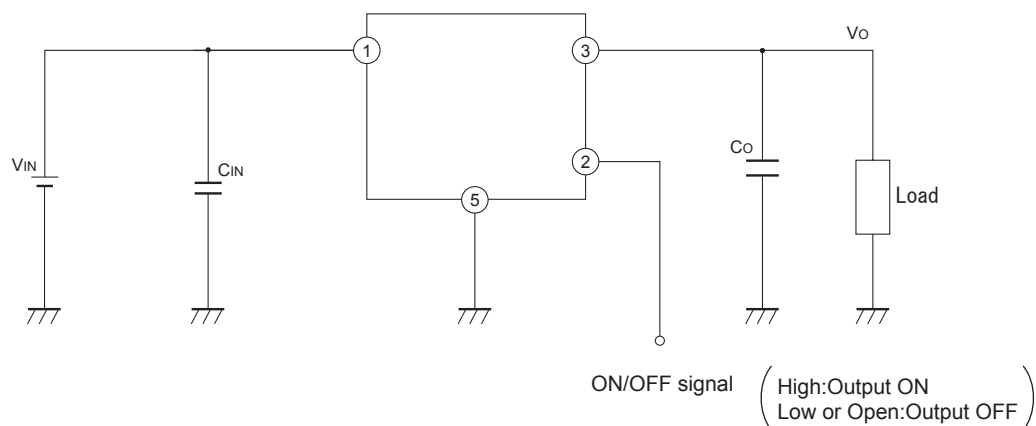 1
3
Vo
VIN
CIN
2
Co
5
Load
ON/OFF signal
High:Output ON
Low or Open:Output OFF